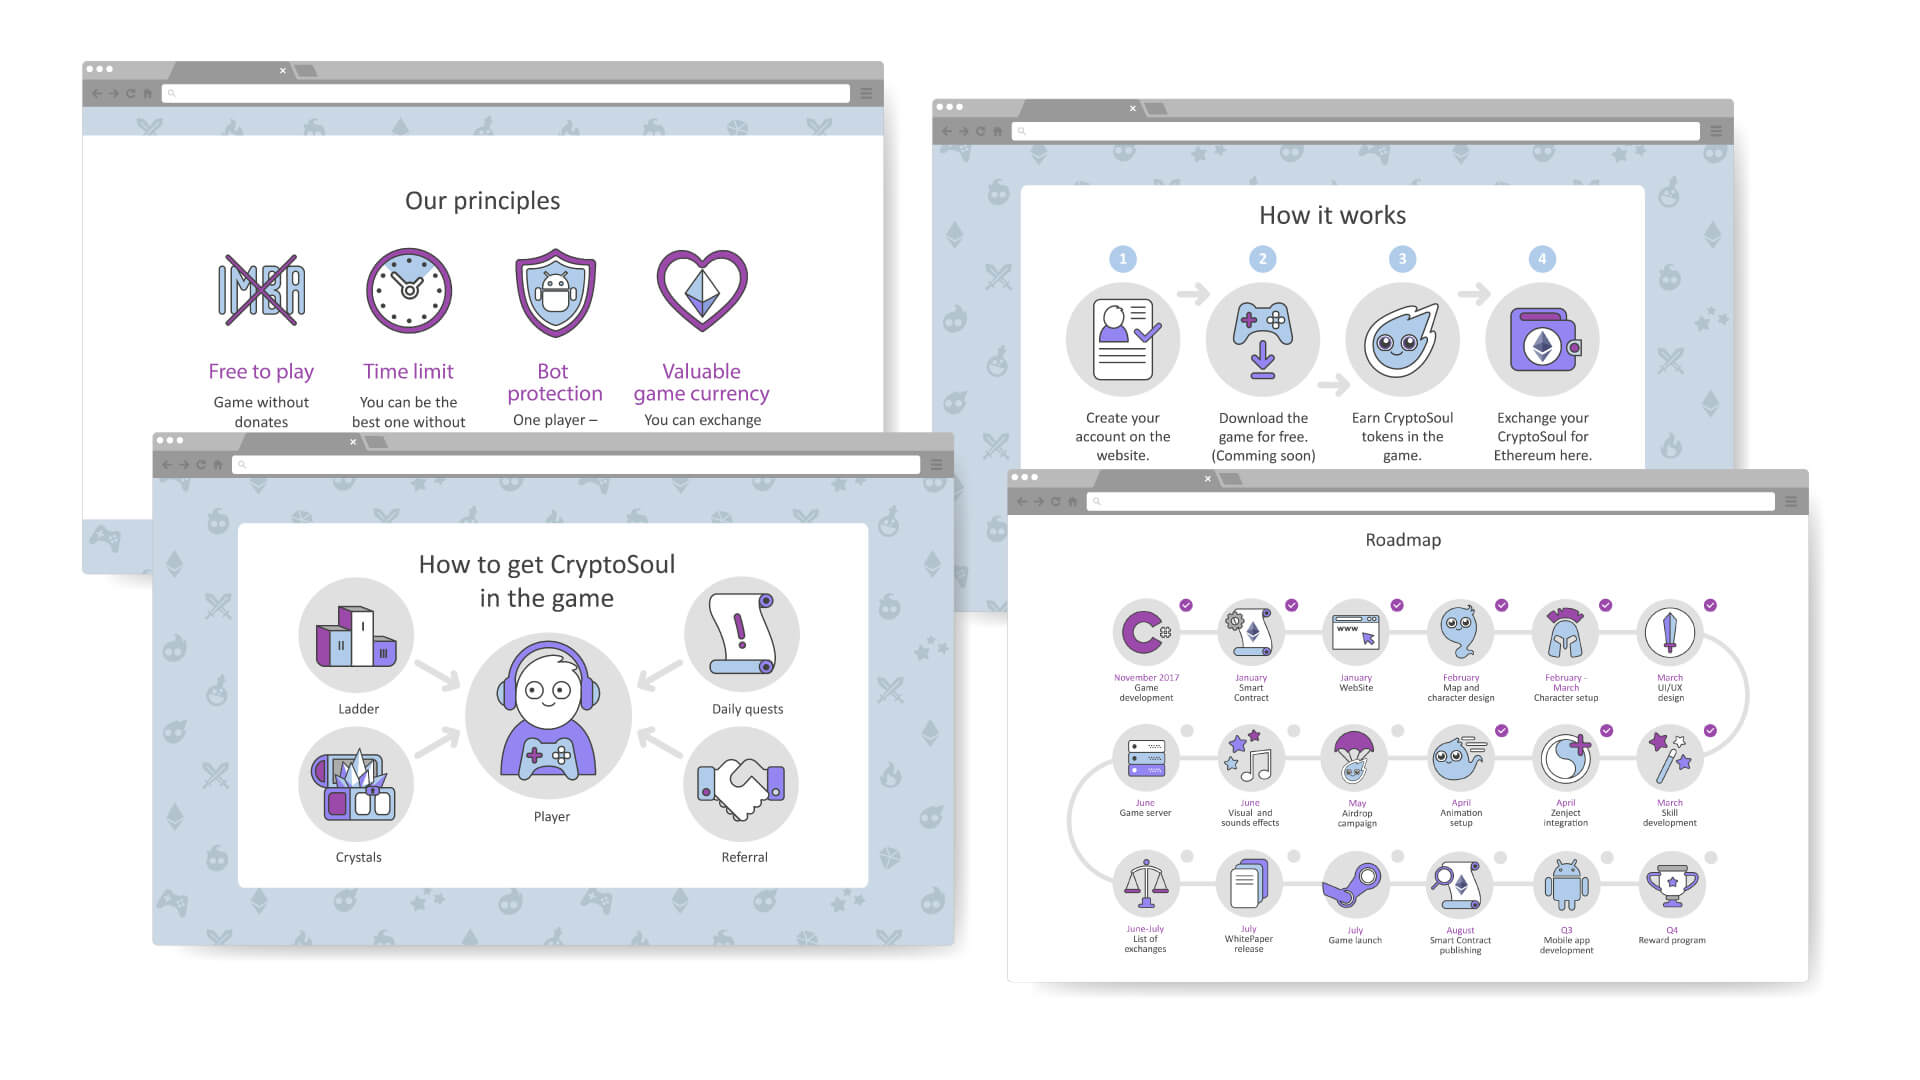 Our principles
IMBA
Free to play
Game without
donates
Time limit
You can be the
best one without
Bot
protection
One player –
Valuable
game currency
You can exchange
How it works
1
2
3
4
Create your
account on the
website.
Download the
game for free.
(Comming soon)
Earn CryptoSoul
tokens in the
game.
Exchange your
CryptoSoul for
Ethereum here.
How to get CryptoSoul
in the game
I
II
III
Ladder
Daily quests
Player
Crystals
Referral
Roadmap
C#
WWW
November 2017
Game
development
January
Smart
Contract
January
WebSite
February
Map and
character design
February -
March
Character setup
March
UI/UX
design
June
Game server
June
Visual and
sounds effects
May
Airdrop
campaign
April
Animation
setup
April
Zenject
integration
March
Skill
development
June-July
List of
exchanges
July
WhitePaper
release
July
Game launch
August
Smart Contract
publishing
Q3
Mobile app
development
Q4
Reward program